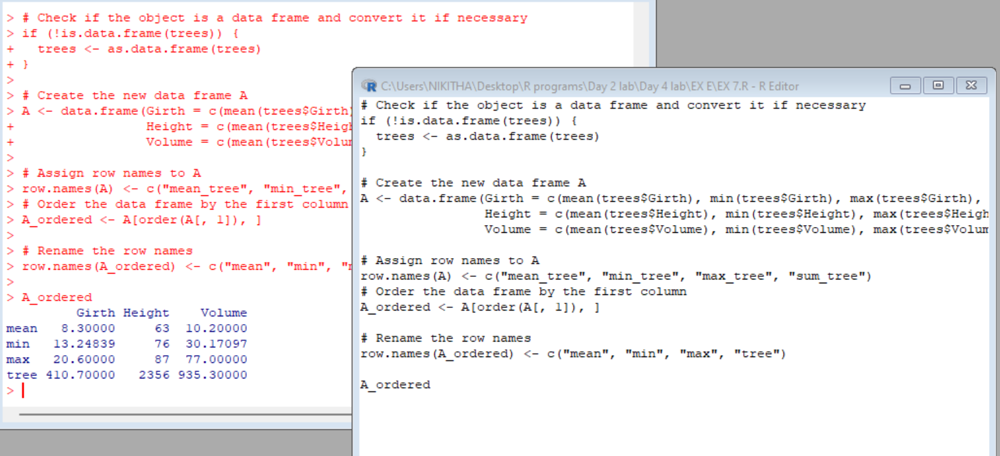 > # Check if the object is a data frame and convert it if necessary
> if (!is.data.frame(trees)) {
+   trees <- as.data.frame(trees)
+ }
>
> # Create the new data frame A
> A <- data.frame(Girth = c(mean(trees$Girth)
+                 Height = c(mean(trees$Heigh
+                 Volume = c(mean(trees$Volum
>
> # Assign row names to A
> row.names(A) <- c("mean_tree", "min_tree",
> # Order the data frame by the first column
> A_ordered <- A[order(A[, 1]), ]
>
> # Rename the row names
> row.names(A_ordered) <- c("mean", "min", "m
>
> A_ordered
         Girth Height    Volume
mean   8.30000     63  10.20000
min   13.24839     76  30.17097
max   20.60000     87  77.00000
tree 410.70000   2356 935.30000
>
C:\Users\NIKITHA\Desktop\R programs\Day 2 lab\Day 4 lab\EX E\EX 7.R - R Editor
# Check if the object is a data frame and convert it if necessary
if (!is.data.frame(trees)) {
  trees <- as.data.frame(trees)
}

# Create the new data frame A
A <- data.frame(Girth = c(mean(trees$Girth), min(trees$Girth), max(trees$Girth),
                Height = c(mean(trees$Height), min(trees$Height), max(trees$Heigh
                Volume = c(mean(trees$Volume), min(trees$Volume), max(trees$Volum

# Assign row names to A
row.names(A) <- c("mean_tree", "min_tree", "max_tree", "sum_tree")
# Order the data frame by the first column
A_ordered <- A[order(A[, 1]), ]

# Rename the row names
row.names(A_ordered) <- c("mean", "min", "max", "tree")

A_ordered